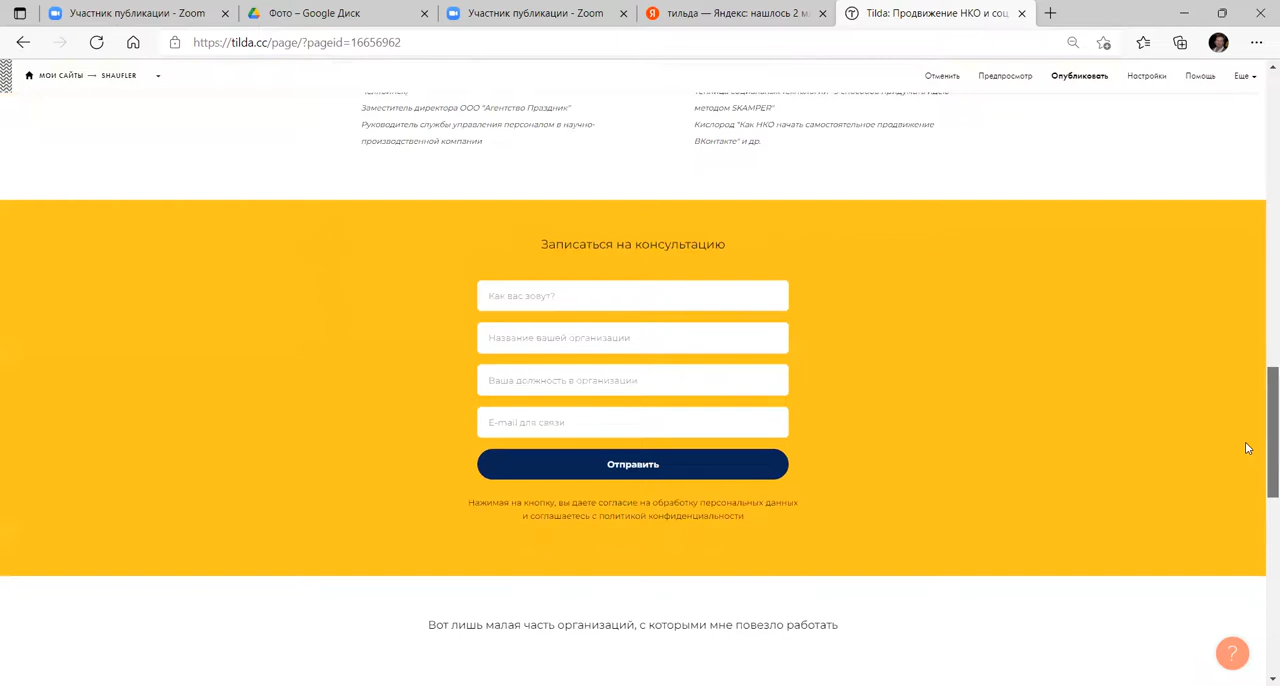 Участник публикации - Zoom
Фото – Google Диск
Участник публикации - Zoom
тильда — Яндекс: нашлось 2 м
Tilda: Продвижение НКО и соц
https://tilda.cc/page/?pageid=16656962
МОИ САЙТЫ → SHAUFLER
Отменить
Предпросмотр
Опубликовать
Настройки
Помощь
Еще
Заместитель директора ООО "Агентство Праздник"
Руководитель службы управления персоналом в научно-
производственной компании
методом SKAMPER"
Кислород "Как НКО начать самостоятельное продвижение
ВКонтакте" и др.
Записаться на консультацию
Как вас зовут?
Название вашей организации
Ваша должность в организации
E-mail для связи
Отправить
Нажимая на кнопку, вы даете согласие на обработку персональных данных
и соглашаетесь c политикой конфиденциальности
Вот лишь малая часть организаций, с которыми мне повезло работать
?